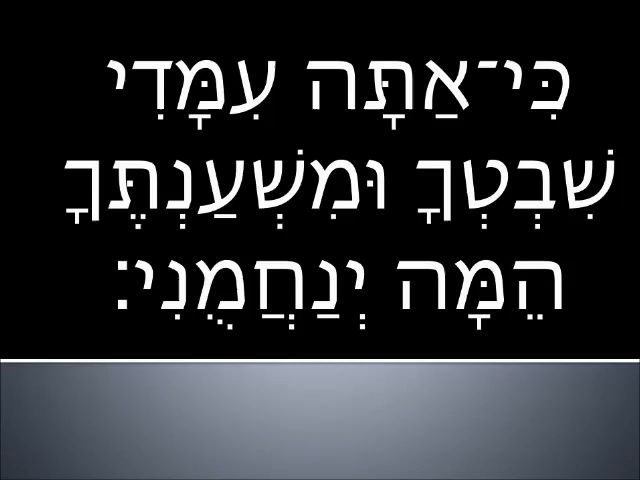 כִּי־אַתָּה עִמָּדִי
שִׁבְטְךָ וּמִשְׁעַנְתֶּךָ
הֵמָּה יְנַחֲמֻנִי׃